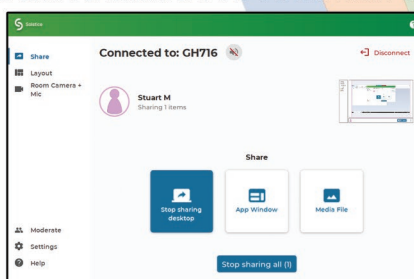 Solstice
Share
Connected to: GH716
Disconnect
Layout
Room Camera +
Mic
Stuart M
Sharing 1 items
Share
Stop sharing
desktop
App Window
Media File
Moderate
Settings
Help
Stop sharing all (1)